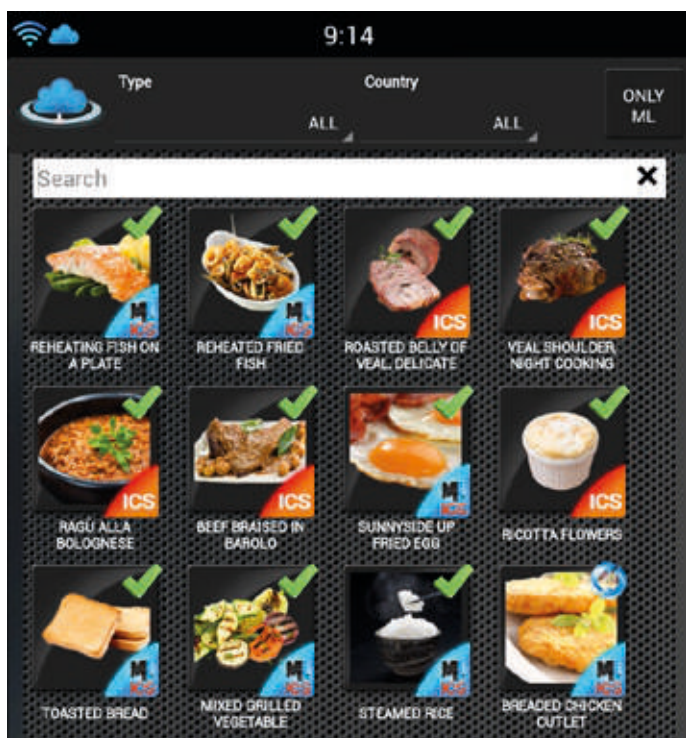 9:14
Type
Country
ONLY
ML
ALL
ALL
Search
M.
ICS
M.
ICS
ICS
ICS
REHEATING FISH ON
A PLATE
REHEATED FRIED
FISH
ROASTED BELLY OF
VEAL, DELICATE
VEAL SHOULDER,
NIGHT COOKING
ICS
ICS
M.
ICS
ICS
RAGÙ ALLA
BOLOGNESE
BEEF BRAISED IN
BAROLO
SUNNYSIDE UP
FRIED EGG
RICOTTA FLOWERS
M.
ICS
M.
ICS
M.
ICS
M.
ICS
TOASTED BREAD
MIXED GRILLED
VEGETABLE
STEAMED RICE
BREADED CHICKEN
CUTLET